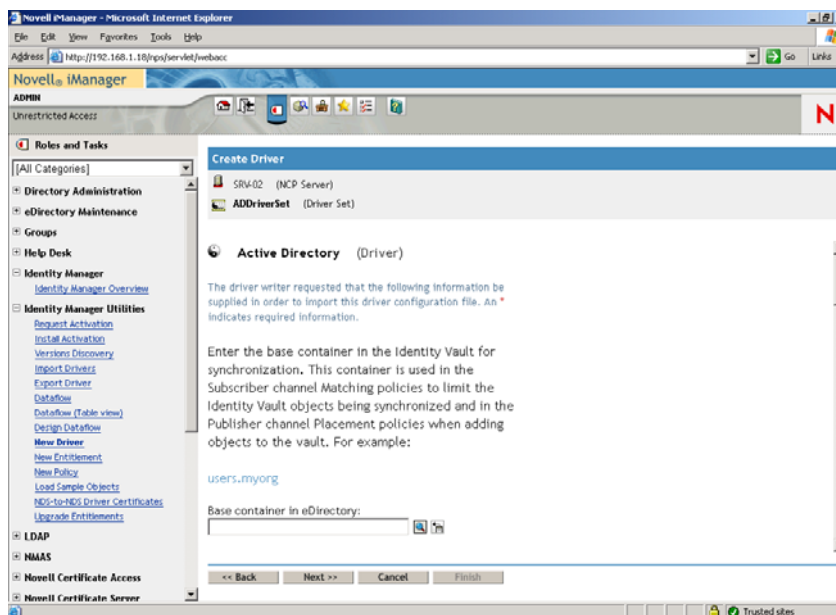 Novell iManager - Microsoft Internet Explorer
File Edit View Favorites Tools Help
Address http://192.168.1.18/nps/servlet/webacc Go Links
Novell® iManager
ADMIN
Unrestricted Access
N
Roles and Tasks
[All Categories]
Directory Administration
eDirectory Maintenance
Groups
Help Desk
Identity Manager
Identity Manager Overview
Identity Manager Utilities
Request Activation
Install Activation
Versions Discovery
Import Drivers
Export Driver
Dataflow
Dataflow (Table view)
Design Dataflow
New Driver
New Entitlement
New Policy
Load Sample Objects
NDS-to-NDS Driver Certificates
Upgrade Entitlements
LDAP
NMAS
Novell Certificate Access
Novell Certificate Server
Create Driver
SRV-02 (NCP Server)
ADDriverSet (Driver Set)
Active Directory (Driver)
The driver writer requested that the following information be
supplied in order to import this driver configuration file. An *
indicates required information.
Enter the base container in the Identity Vault for
synchronization. This container is used in the
Subscriber channel Matching policies to limit the
Identity Vault objects being synchronized and in the
Publisher channel Placement policies when adding
objects to the vault. For example:
users.myorg
Base container in eDirectory:
<< Back Next >> Cancel Finish
Trusted sites